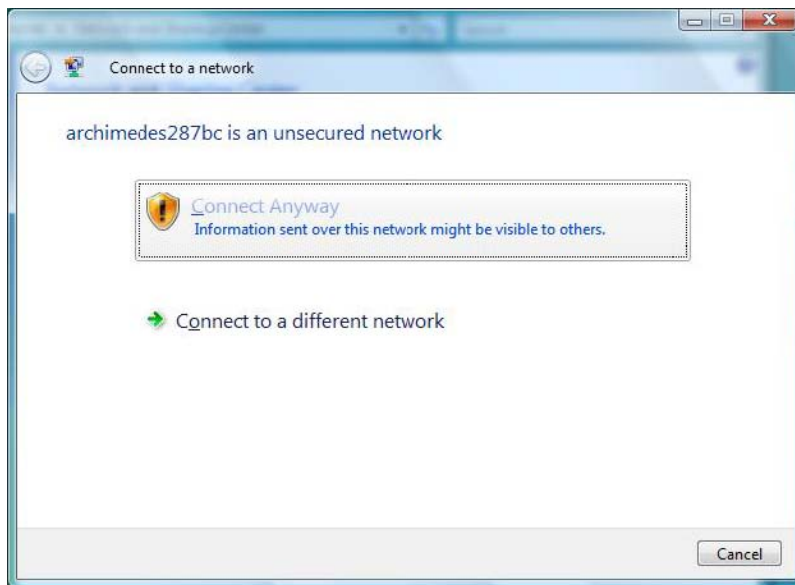 Connect to a network
archimedes287bc is an unsecured network
Connect Anyway
Information sent over this network might be visible to others.
Connect to a different network
Cancel